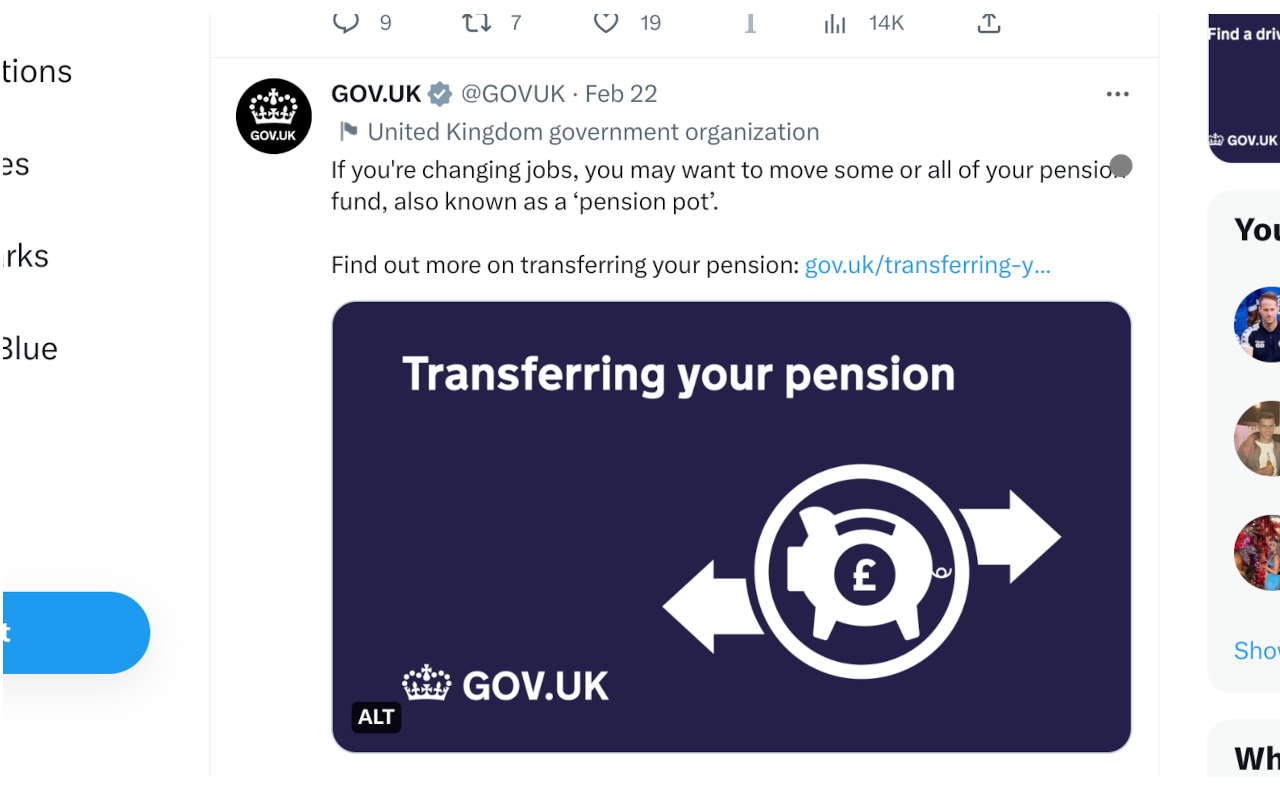 9 7 19 14K
GOV.UK @GOVUK · Feb 22
United Kingdom government organization
If you're changing jobs, you may want to move some or all of your pension
fund, also known as a ‘pension pot’.
Find out more on transferring your pension: gov.uk/transferring-y...
Transferring your pension
£
GOV.UK
ALT
GOV.UK
tions
es
rks
Blue
t
Find a driv
GOV.UK
You
Show
Wh